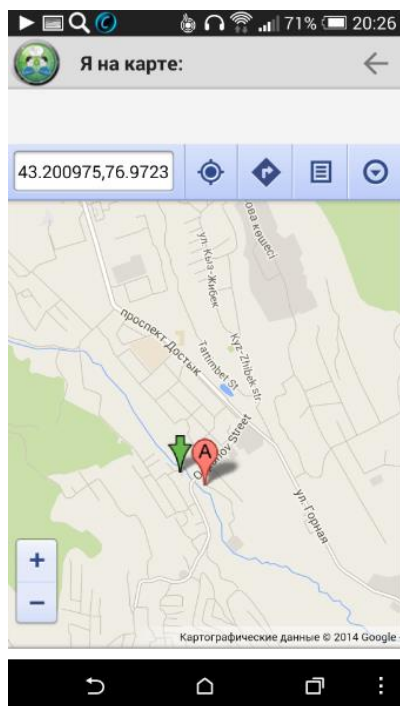 71% 20:26
Я на карте:
43.200975,76.9723
ова көшесі
ул. Кыз-Жибек
проспект Достык
Tattimbet St
Kyz-Zhibek str.
Street
ул. Горная
A
+
−
Картографические данные © 2014 Google